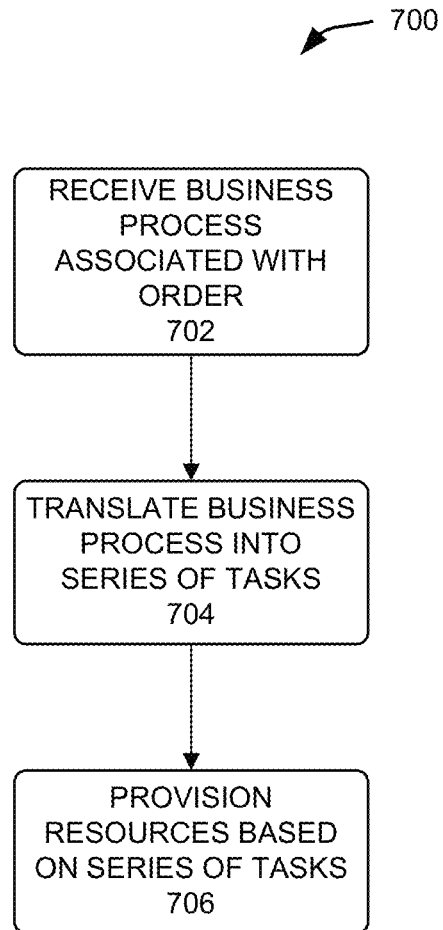 700
RECEIVE BUSINESS
PROCESS
ASSOCIATED WITH
ORDER
702
TRANSLATE BUSINESS
PROCESS INTO
SERIES OF TASKS
704
PROVISION
RESOURCES BASED
ON SERIES OF TASKS
706